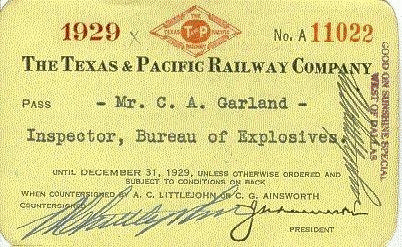 1929 x
TEXAS T&P PACIFIC
RAILWAY
No. A 11022
THE TEXAS & PACIFIC RAILWAY COMPANY
PASS - Mr. C. A. Garland -
Inspector, Bureau of Explosives.
UNTIL DECEMBER 31, 1929, UNLESS OTHERWISE ORDERED AND
SUBJECT TO CONDITIONS ON BACK
WHEN COUNTERSIGNED BY A. C. LITTLEJOHN OR C. G. AINSWORTH
COUNTERSIGNED
PRESIDENT
GOOD ON SUNSHINE SPECIAL
WEST OF DALLAS